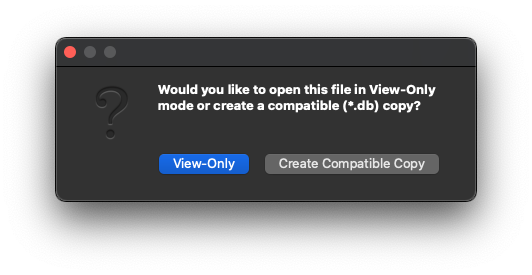 Would you like to open this file in View-Only
mode or create a compatible (*.db) copy?
View-Only
Create Compatible Copy